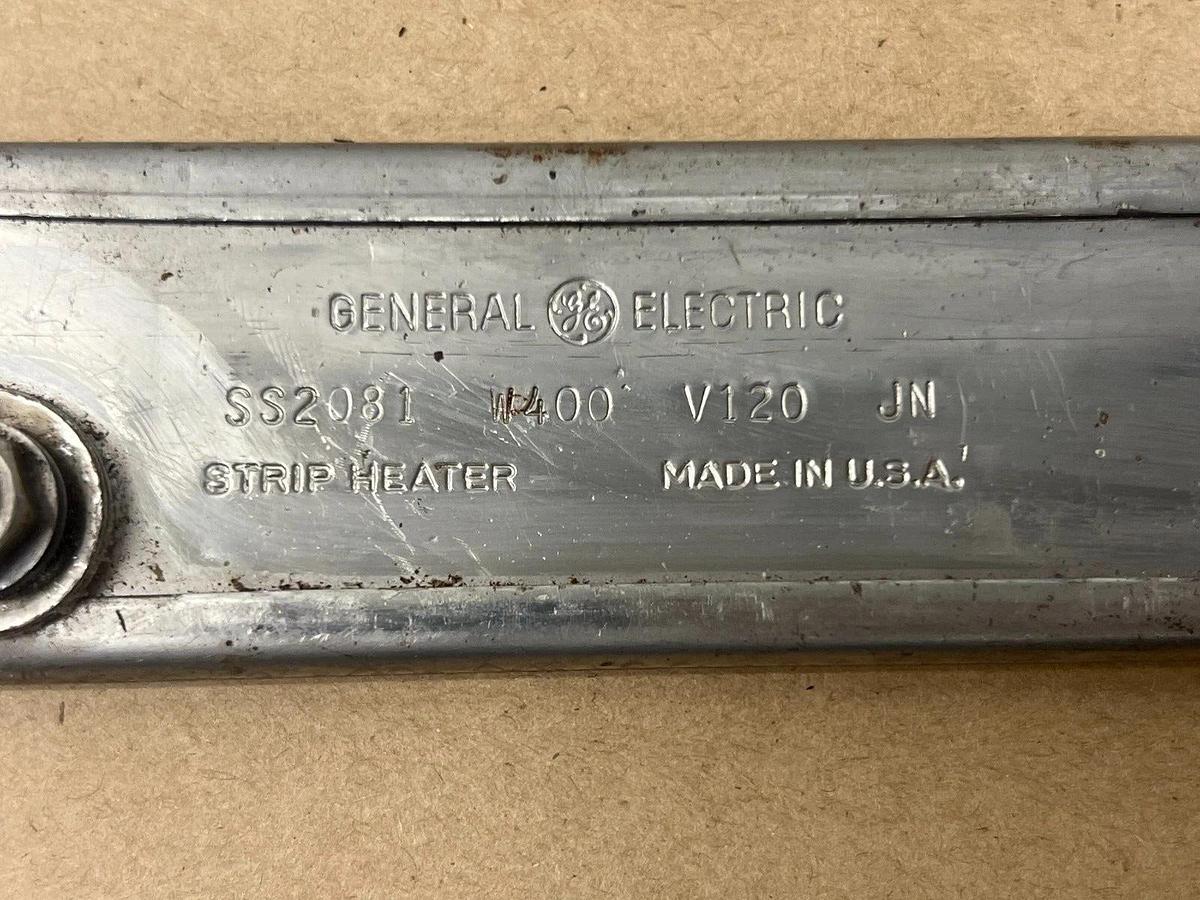 GENERAL GE ELECTRIC
SS2081 W400 V120 JN
STRIP HEATER MADE IN U.S.A.